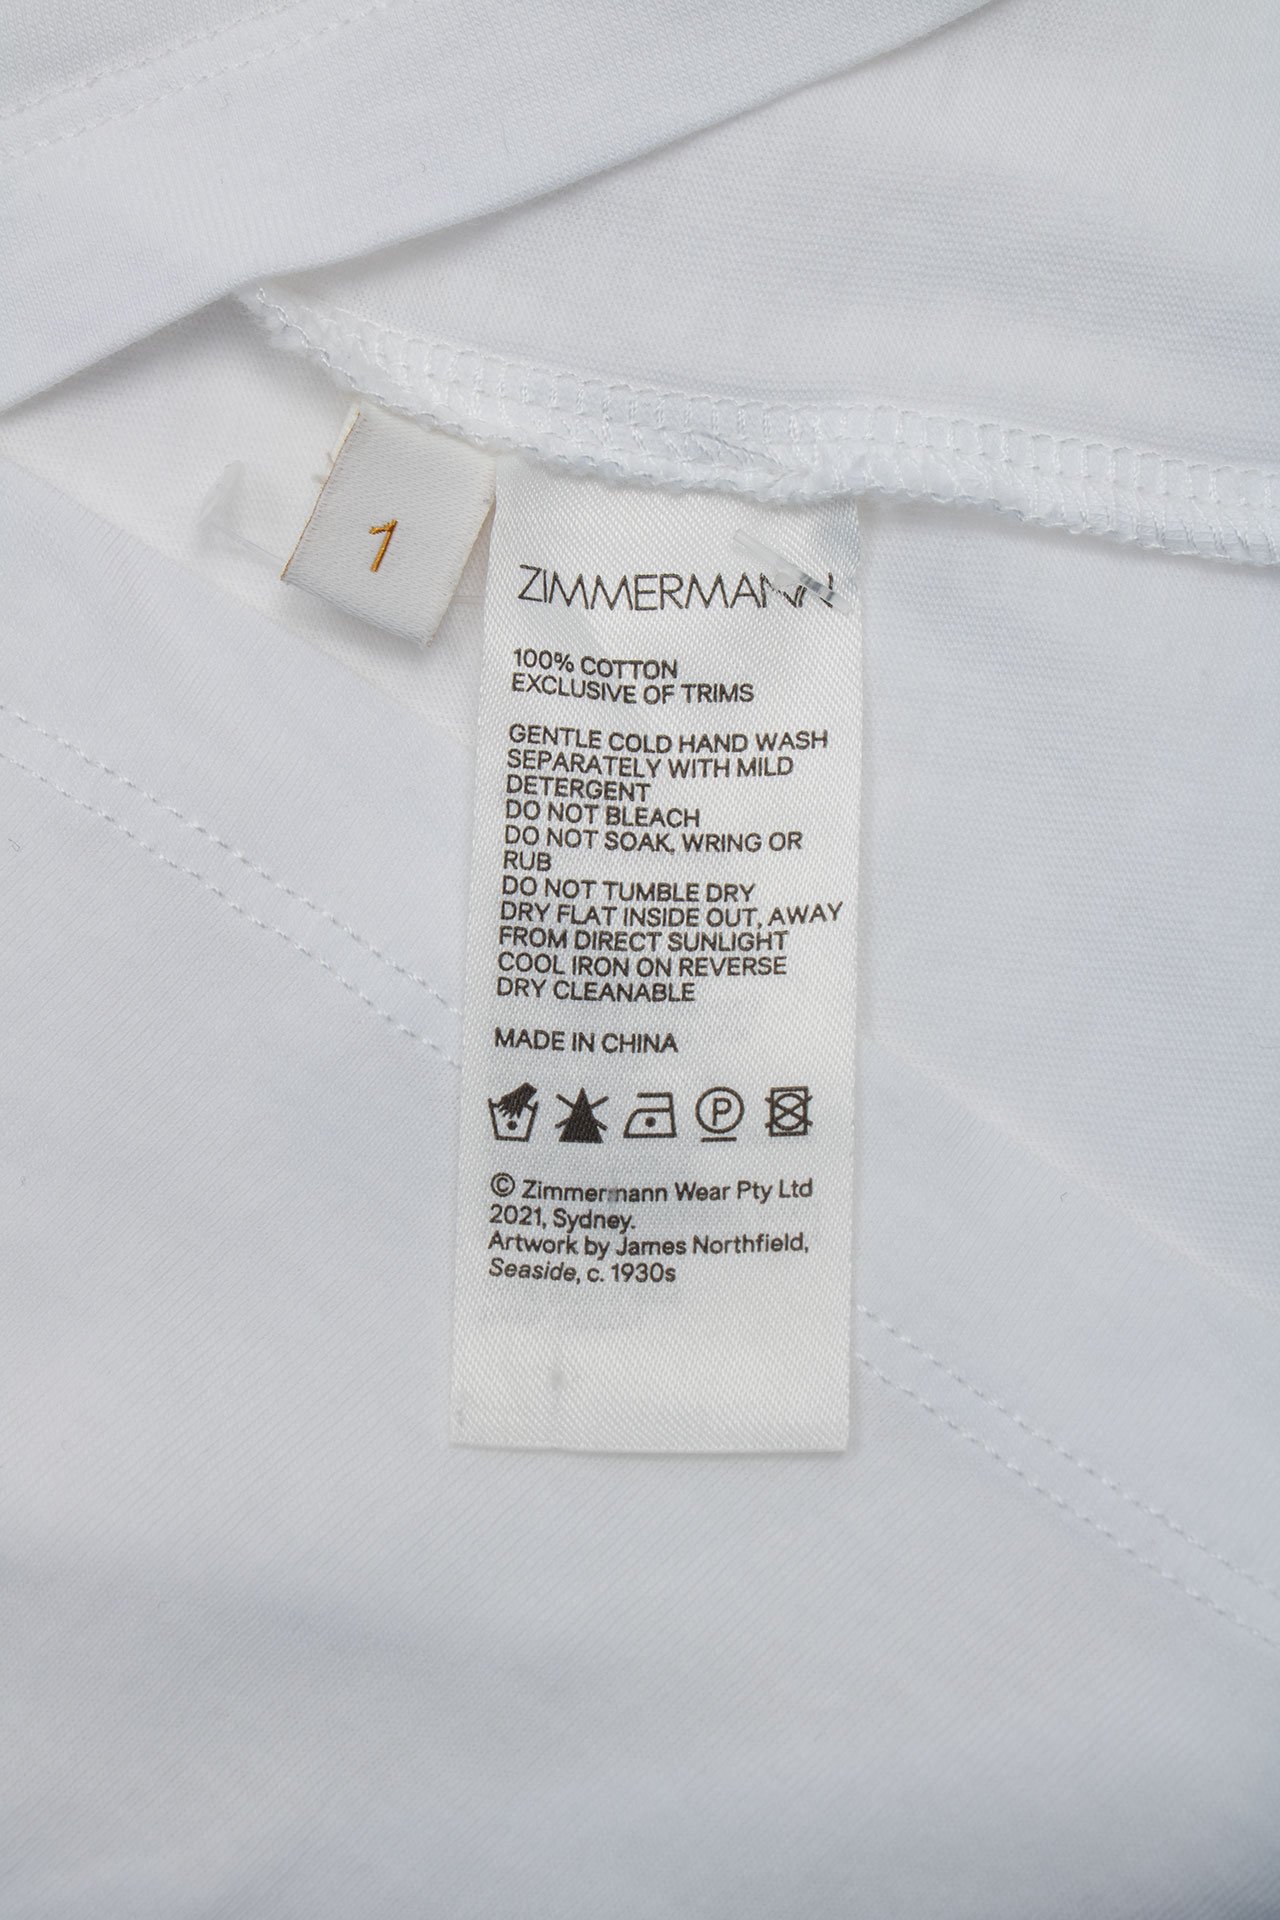 1
ZIMMERMANN
100% COTTON
EXCLUSIVE OF TRIMS
GENTLE COLD HAND WASH
SEPARATELY WITH MILD
DETERGENT
DO NOT BLEACH
DO NOT SOAK, WRING OR
RUB
DO NOT TUMBLE DRY
DRY FLAT INSIDE OUT, AWAY
FROM DIRECT SUNLIGHT
COOL IRON ON REVERSE
DRY CLEANABLE
MADE IN CHINA
P
© Zimmermann Wear Pty Ltd
2021, Sydney.
Artwork by James Northfield,
Seaside, c. 1930s